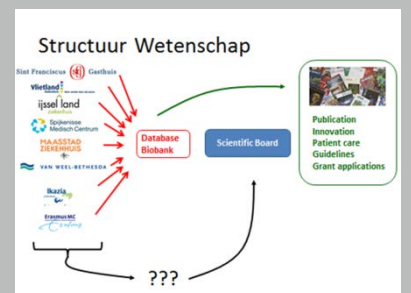 Structuur Wetenschap
Sint Franciscus Gasthuis
Vlietland
ijsselland
ziekenhuis
Spijkenisse
Medisch Centrum
MAASSTAD
ZIEKENHUIS
VAN WEEL-BETHESDA
Ikazia
Erasmus MC
Erasmus
Database
Biobank
Scientific Board
Publication
Innovation
Patient care
Guidelines
Grant applications
???